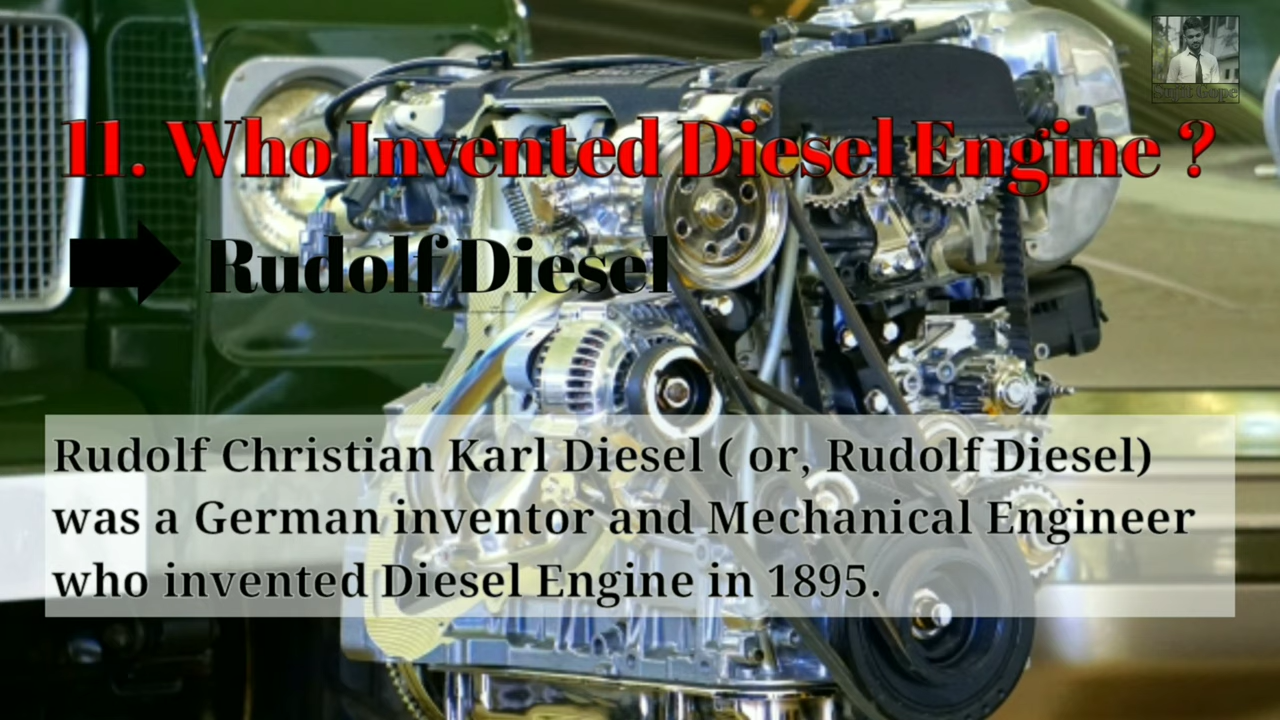 11. Who Invented Diesel Engine ?
Rudolf Diesel
Rudolf Christian Karl Diesel ( or, Rudolf Diesel)
was a German inventor and Mechanical Engineer
who invented Diesel Engine in 1895.